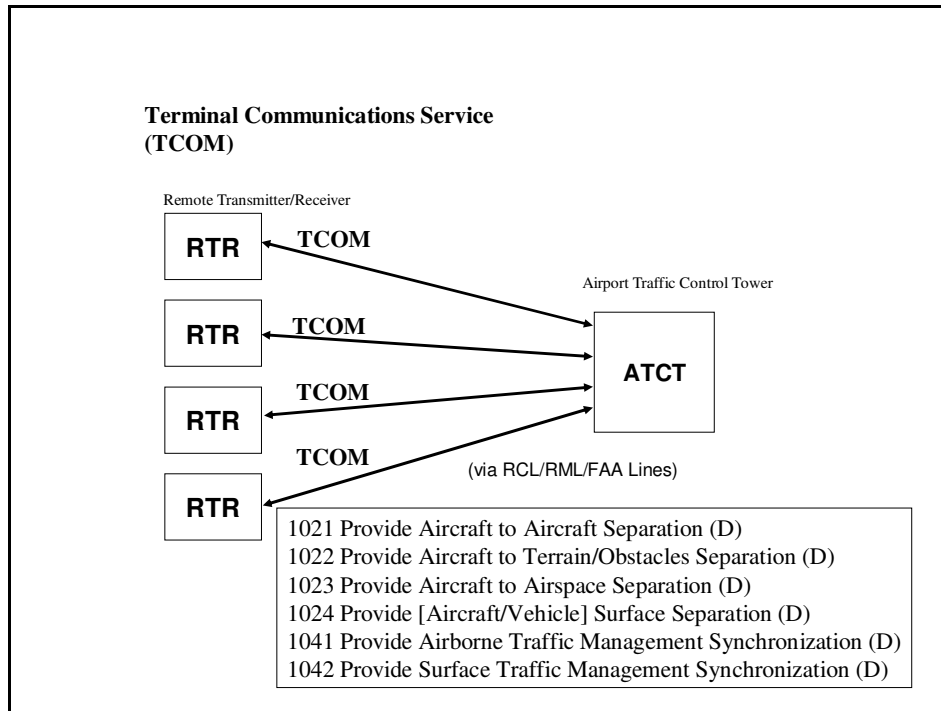 Terminal Communications Service
(TCOM)
Remote Transmitter/Receiver
RTR
TCOM
Airport Traffic Control Tower
RTR
TCOM
ATCT
RTR
TCOM
RTR
TCOM
(via RCL/RML/FAA Lines)
1021 Provide Aircraft to Aircraft Separation (D)
1022 Provide Aircraft to Terrain/Obstacles Separation (D)
1023 Provide Aircraft to Airspace Separation (D)
1024 Provide [Aircraft/Vehicle] Surface Separation (D)
1041 Provide Airborne Traffic Management Synchronization (D)
1042 Provide Surface Traffic Management Synchronization (D)